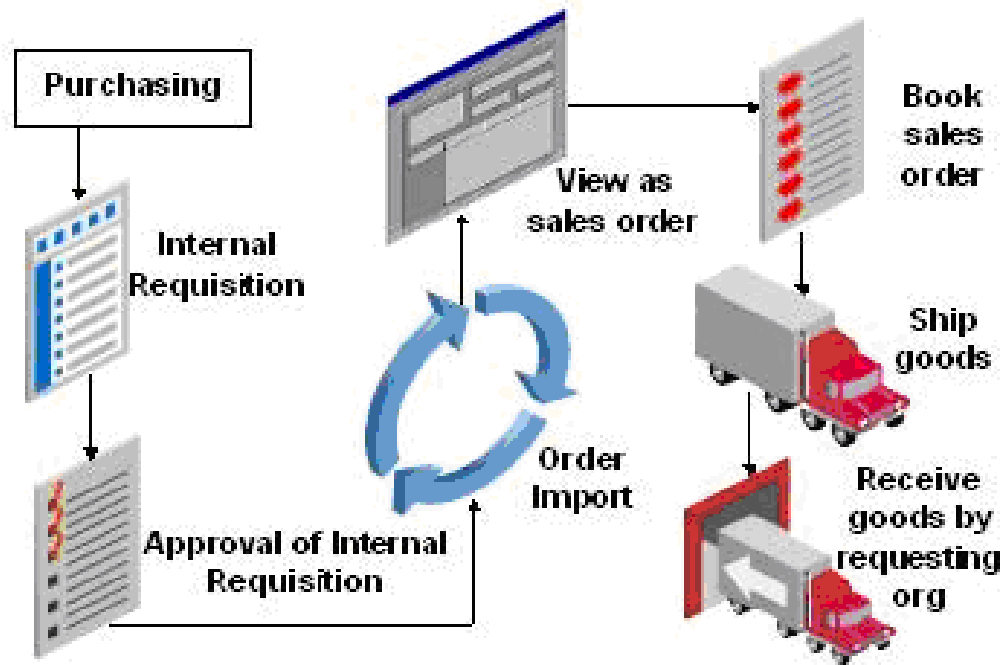 Purchasing
Internal
Requisition
Approval of Internal
Requisition
Order
Import
View as
sales order
Book
sales
order
Ship
goods
Receive
goods by
requesting
org